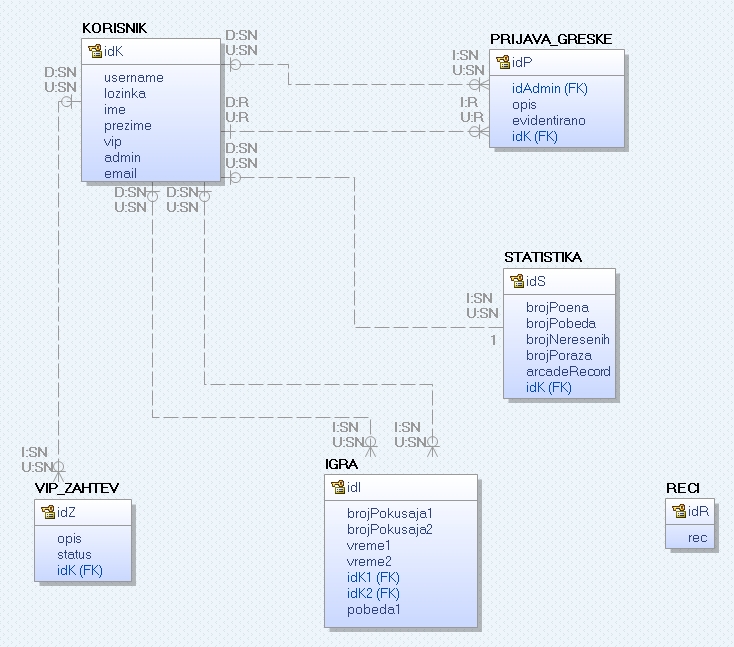 KORISNIK
idK
username
lozinka
ime
prezime
vip
admin
email
D:SN
U:SN
D:SN
U:SN
D:R
U:R
D:SN
U:SN
D:SN
U:SN
D:SN
U:SN
I:SN
U:SN
I:R
U:R
PRIJAVA_GRESKE
idP
idAdmin (FK)
opis
evidentirano
idK (FK)
I:SN
U:SN
1
STATISTIKA
idS
brojPoena
brojPobeda
brojNeresenih
brojPoraza
arcadeRecord
idK (FK)
I:SN
U:SN
VIP_ZAHTEV
idZ
opis
status
idK (FK)
I:SN
U:SN
I:SN
U:SN
IGRA
idI
brojPokusaja1
brojPokusaja2
vreme1
vreme2
idK1 (FK)
idK2 (FK)
pobeda1
RECI
idR
rec